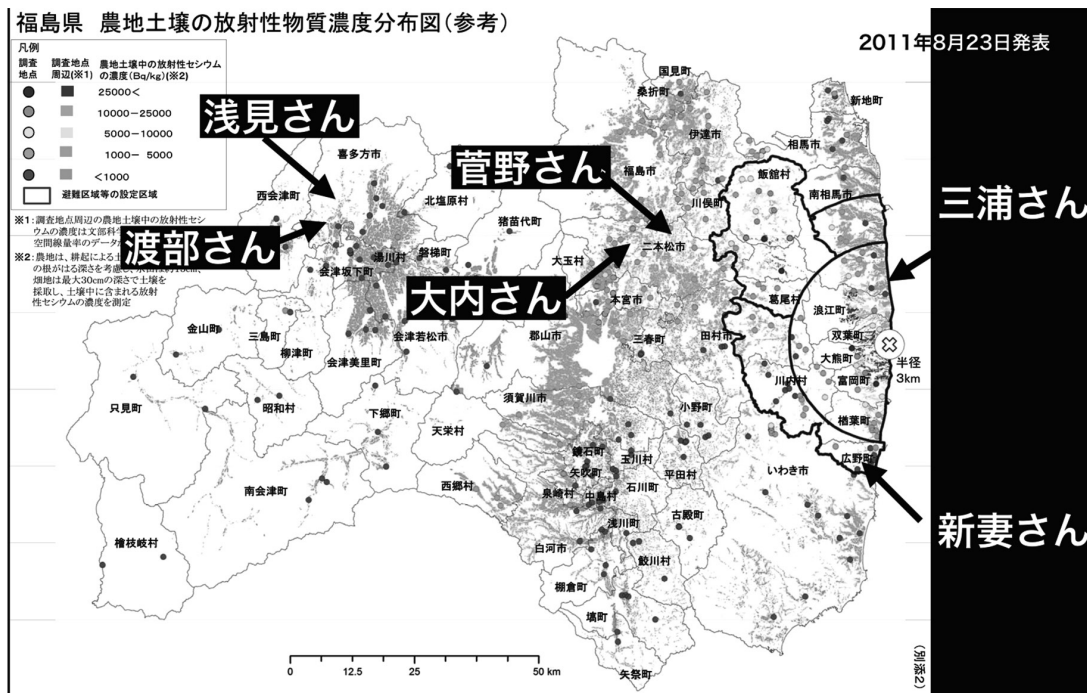 福島県 農地土壌の放射性物質濃度分布図(参考)
2011年8月23日発表
凡例
調査地点
調査地点周辺(※1)
農地土壌中の放射性セシウムの濃度(Bq/kg)(※2)
25000<
10000-25000
5000-10000
1000-5000
<1000
避難区域等の設定区域
※1:調査地点周辺の農地土壌中の放射性セシ
ウムの濃度は文部科
空間線量率のデータ
※2:農地は、耕起による
の根がはる深さを考慮し、
畑地は最大30cmの深さで土壌を
採取し、土壌中に含まれる放射
性セシウムの濃度を測定
浅見さん
渡部さん
菅野さん
大内さん
三浦さん
新妻さん
国見町
桑折町
新地町
伊達市
相馬市
喜多方市
福島市
飯舘村
西会津町
北塩原村
川俣町
南相馬市
猪苗代町
二本松市
湯川村
磐梯町
大玉村
会津坂下町
葛尾村
本宮市
浪江町
金山町
三島町
会津若松市
郡山市
双葉町
柳津町
三春町
田村市
大熊町
半径
3km
会津美里町
川内村
富岡町
只見町
昭和村
下郷町
須賀川市
小野町
楢葉町
天栄村
鏡石町
玉川村
広野町
矢吹町
平田村
いわき市
南会津町
西郷村
泉崎村
中島村
石川町
浅川町
古殿町
檜枝岐村
白河市
鮫川村
棚倉町
塙町
矢祭町
0 12.5 25 50 km
(別添2)